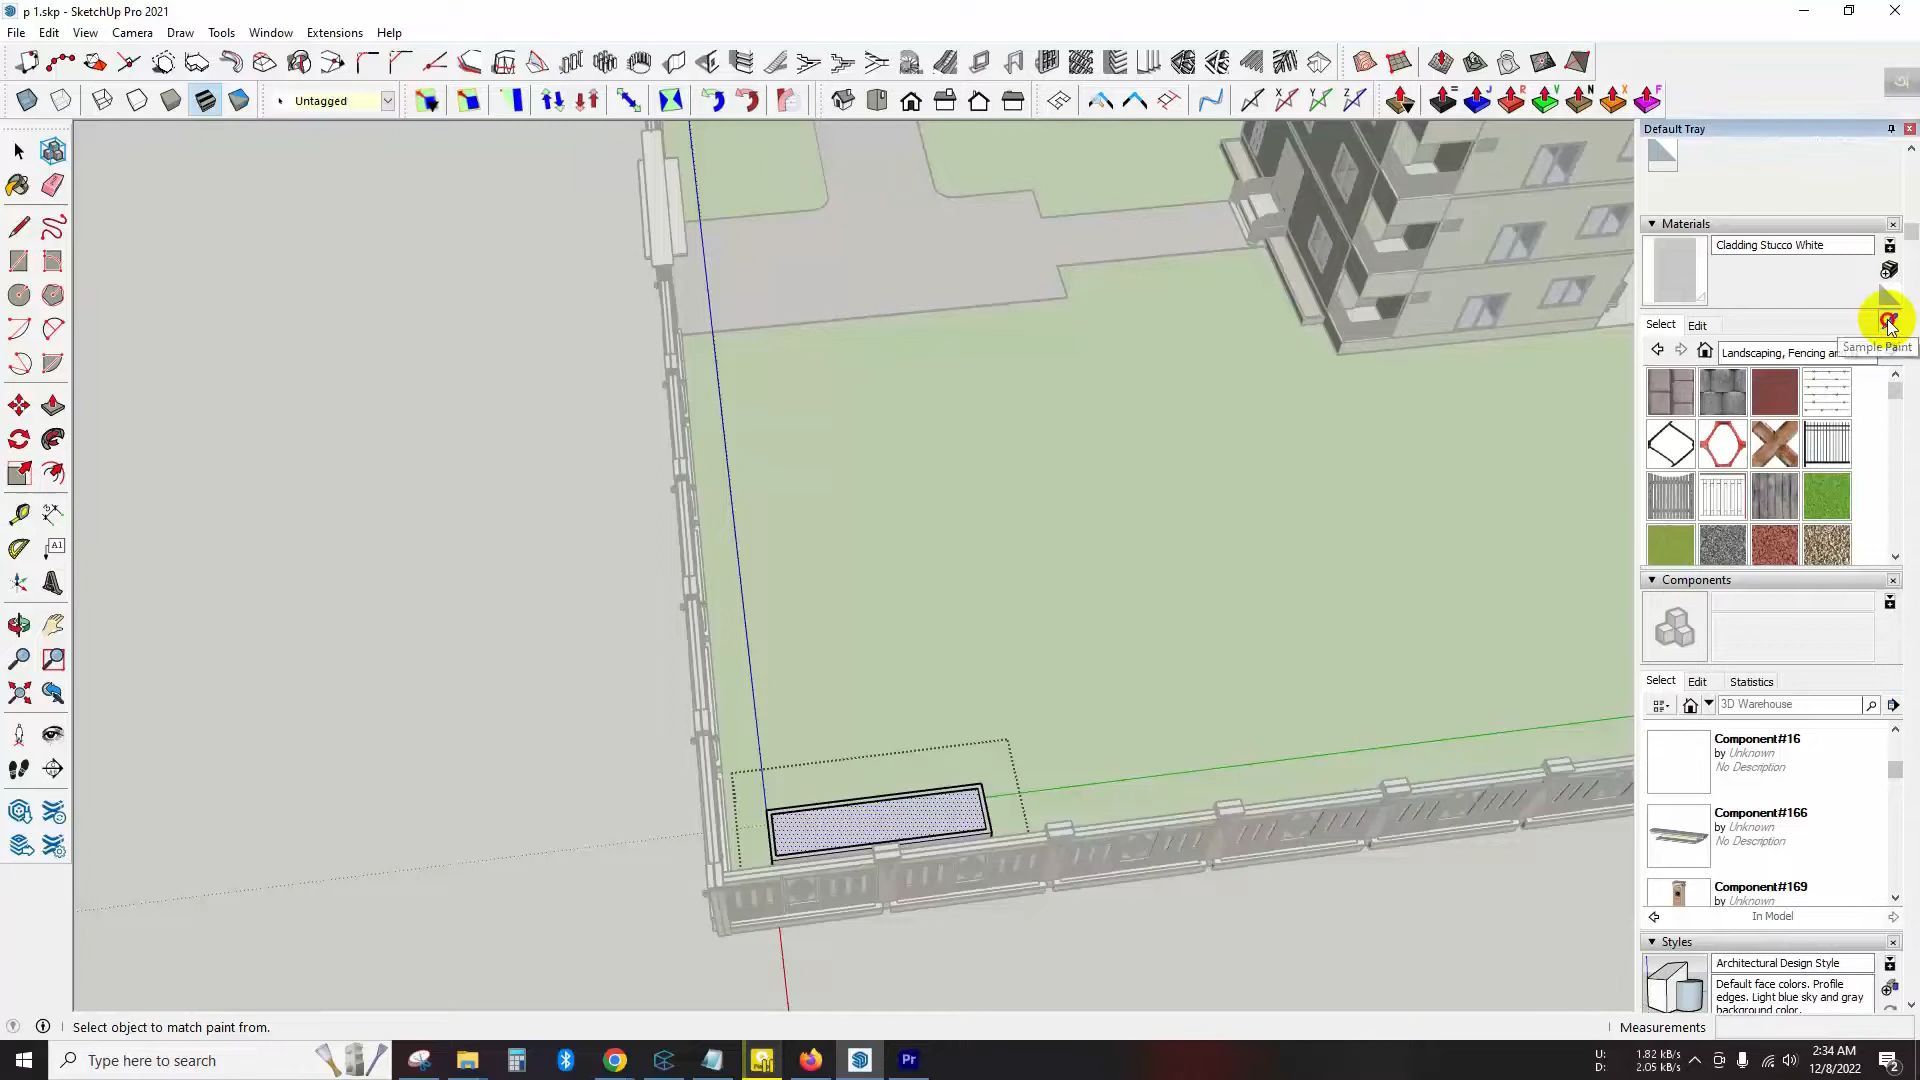 p 1.skp - SketchUp Pro 2021
File Edit View Camera Draw Tools Window Extensions Help
Untagged
অ
Default Tray
Materials
Cladding Stucco White
Select Edit
Sample Paint
Landscaping, Fencing an
Components
Select Edit Statistics
3D Warehouse
Component#16
by Unknown
No Description
Component#166
by Unknown
No Description
Component#169
by Unknown
In Model
Styles
Architectural Design Style
Default face colors. Profile
edges. Light blue sky and gray
background color.
Select object to match paint from.
Measurements
Type here to search
U: 1.82 kB/s
D: 2.05 kB/s
2:34 AM
12/8/2022
2